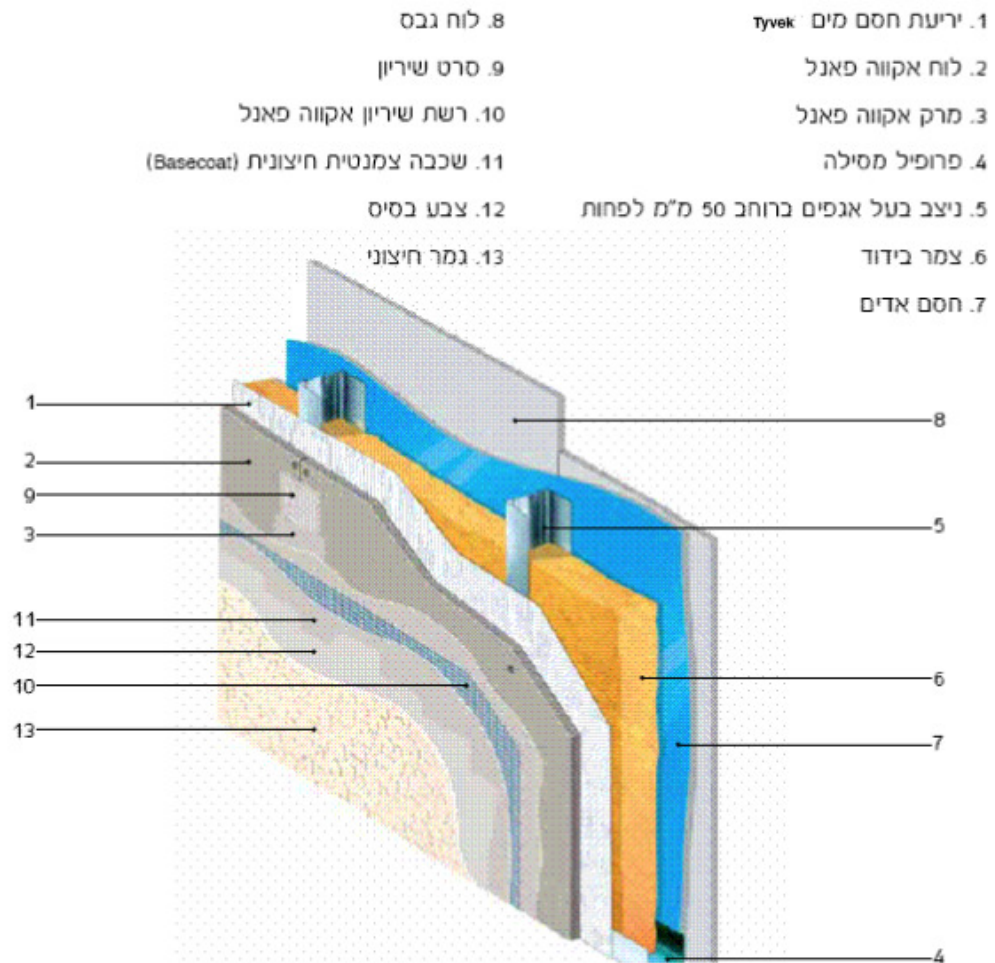 1. יריעת חסם מים Tyvek
2. לוח אקווה פאנל
3. מרק אקווה פאנל
4. פרופיל מסילה
5. ניצב בעל אגפים ברוחב 50 מ"מ לפחות
6. צמר בידוד
7. חסם אדים
8. לוח גבס
9. סרט שיריון
10. רשת שיריון אקווה פאנל
11. שכבה צמנטית חיצונית (Basecoat)
12. צבע בסיס
13. גמר חיצוני
1
2
9
3
11
12
10
13
8
5
6
7
4